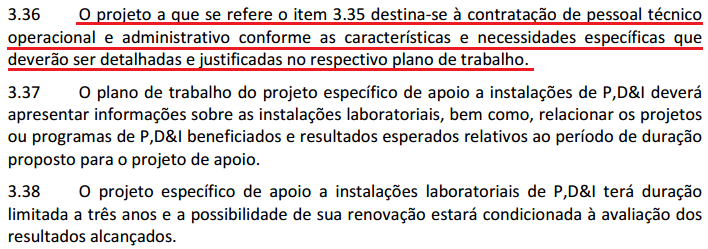 3.36 O projeto a que se refere o item 3.35 destina-se à contratação de pessoal técnico
operacional e administrativo conforme as características e necessidades específicas que
deverão ser detalhadas e justificadas no respectivo plano de trabalho.
3.37 O plano de trabalho do projeto específico de apoio a instalações de P,D&I deverá
apresentar informações sobre as instalações laboratoriais, bem como, relacionar os projetos
ou programas de P,D&I beneficiados e resultados esperados relativos ao período de duração
proposto para o projeto de apoio.
3.38 O projeto específico de apoio a instalações laboratoriais de P,D&I terá duração
limitada a três anos e a possibilidade de sua renovação estará condicionada à avaliação dos
resultados alcançados.